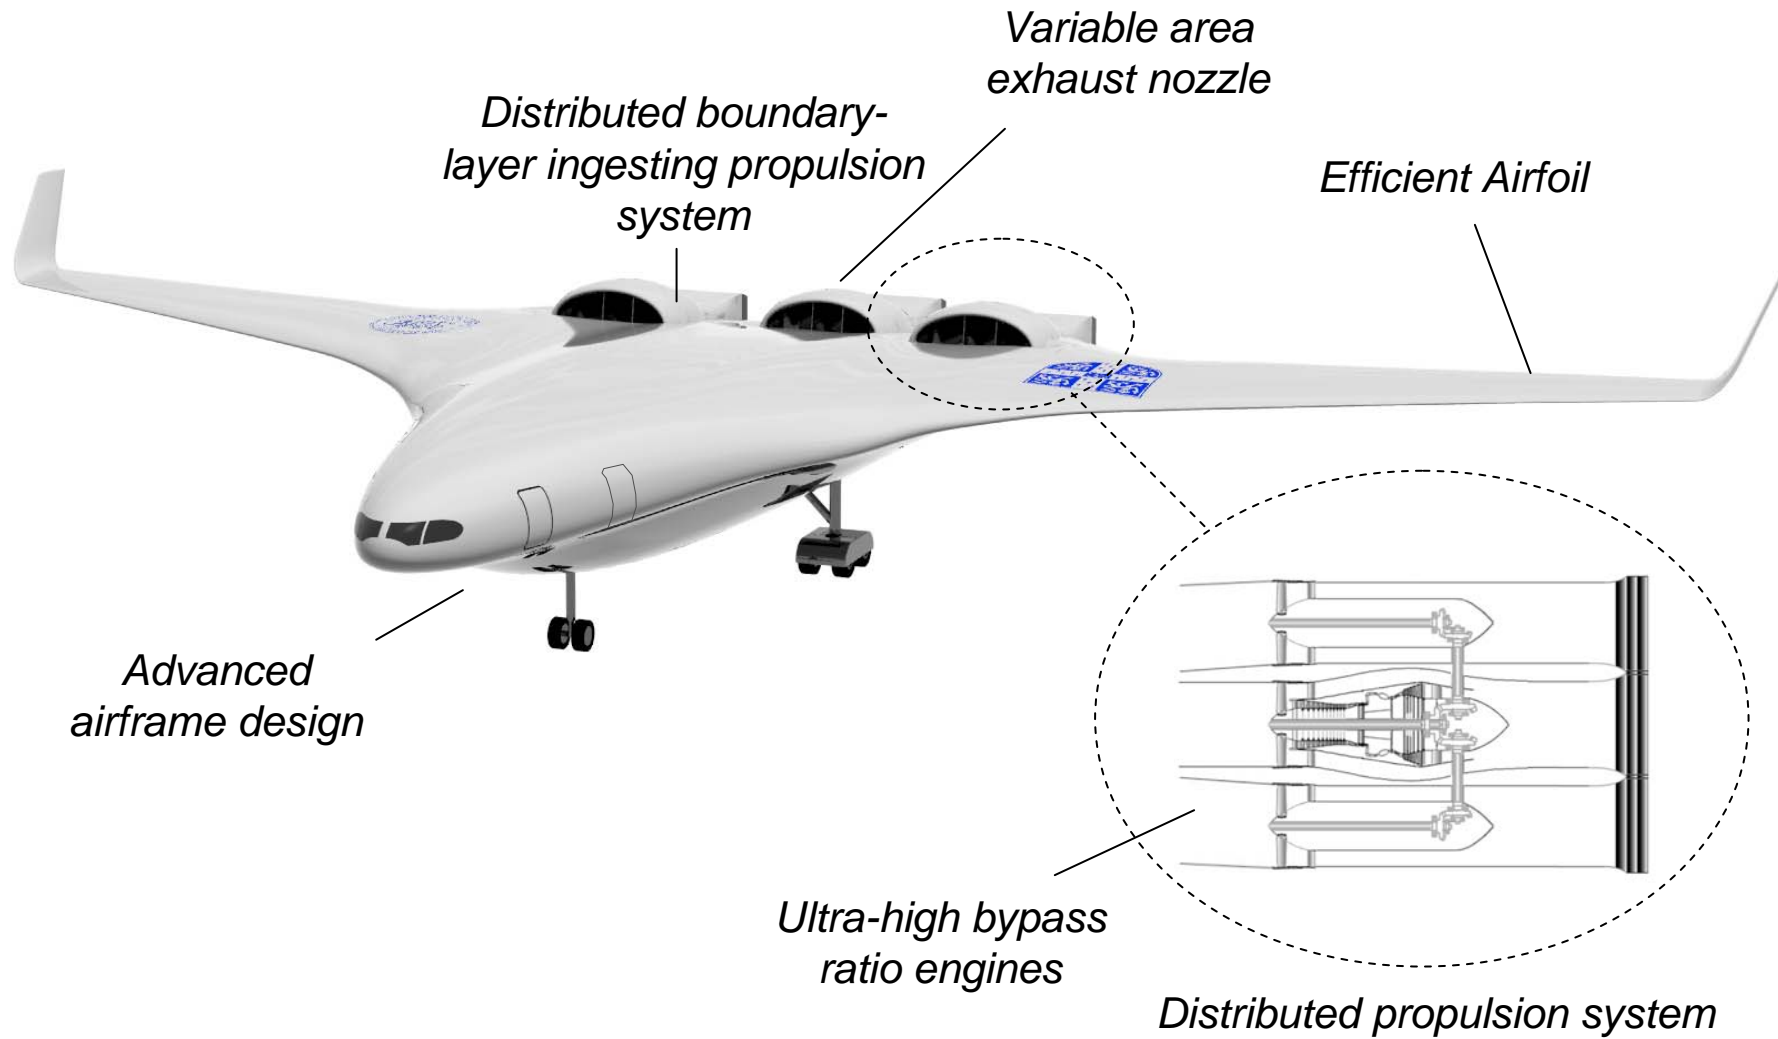 Variable area
exhaust nozzle
Distributed boundary-
layer ingesting propulsion
system
Efficient Airfoil
Advanced
airframe design
Ultra-high bypass
ratio engines
Distributed propulsion system